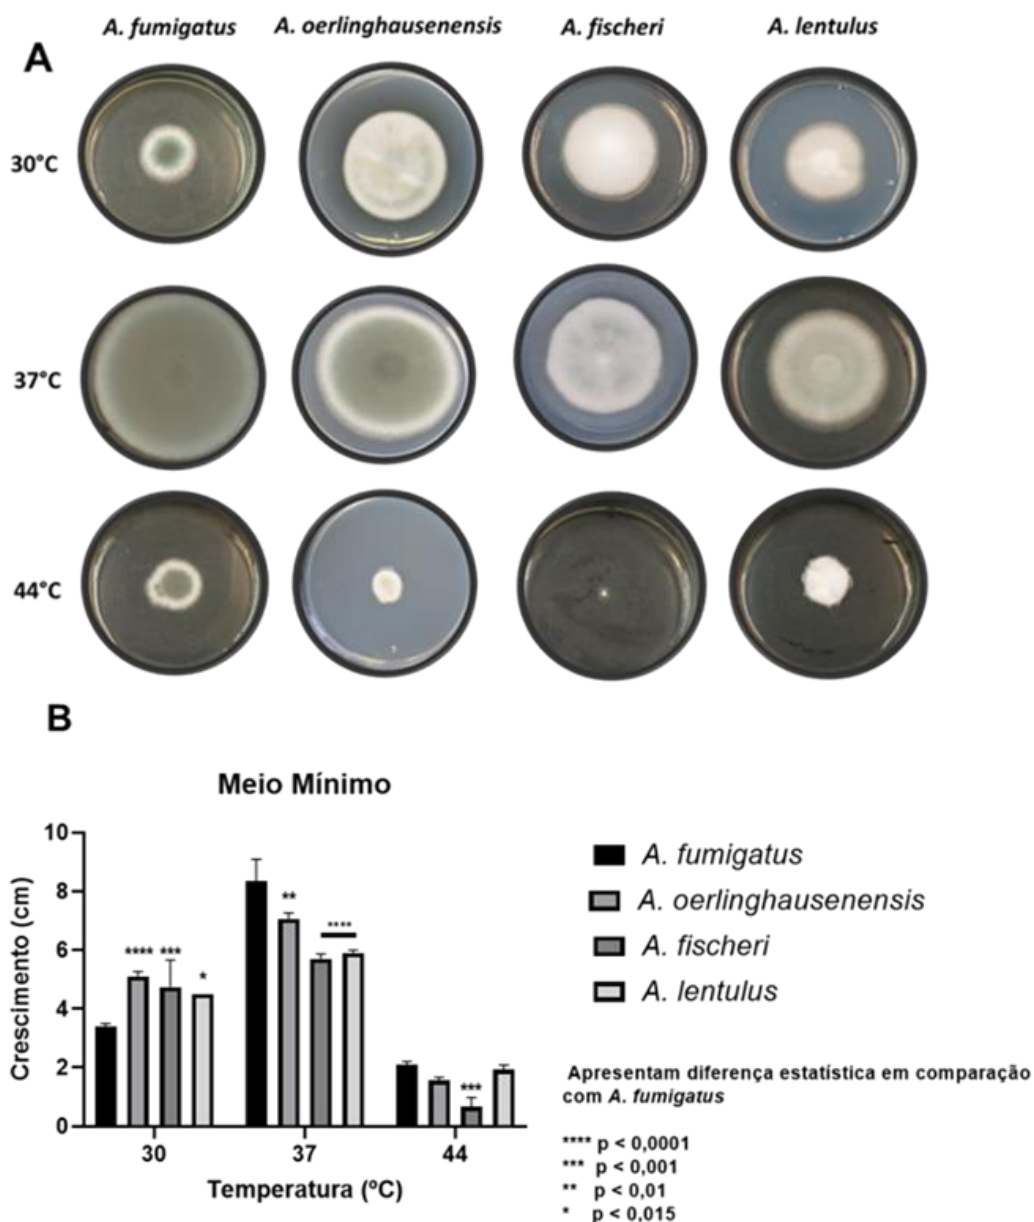 A. fumigatus A. oerlinghausenensis A. fischeri A. lentulus
A
30°C
37°C
44°C
B
Meio Mínimo
Crescimento (cm)
10
8
6
4
2
0
**** *** *
** ****
***
30 37 44
Temperatura (ºC)
A. fumigatus
A. oerlinghausenensis
A. fischeri
A. lentulus
Apresentam diferença estatística em comparação
com A. fumigatus
**** p < 0,0001
*** p < 0,001
** p < 0,01
* p < 0,015